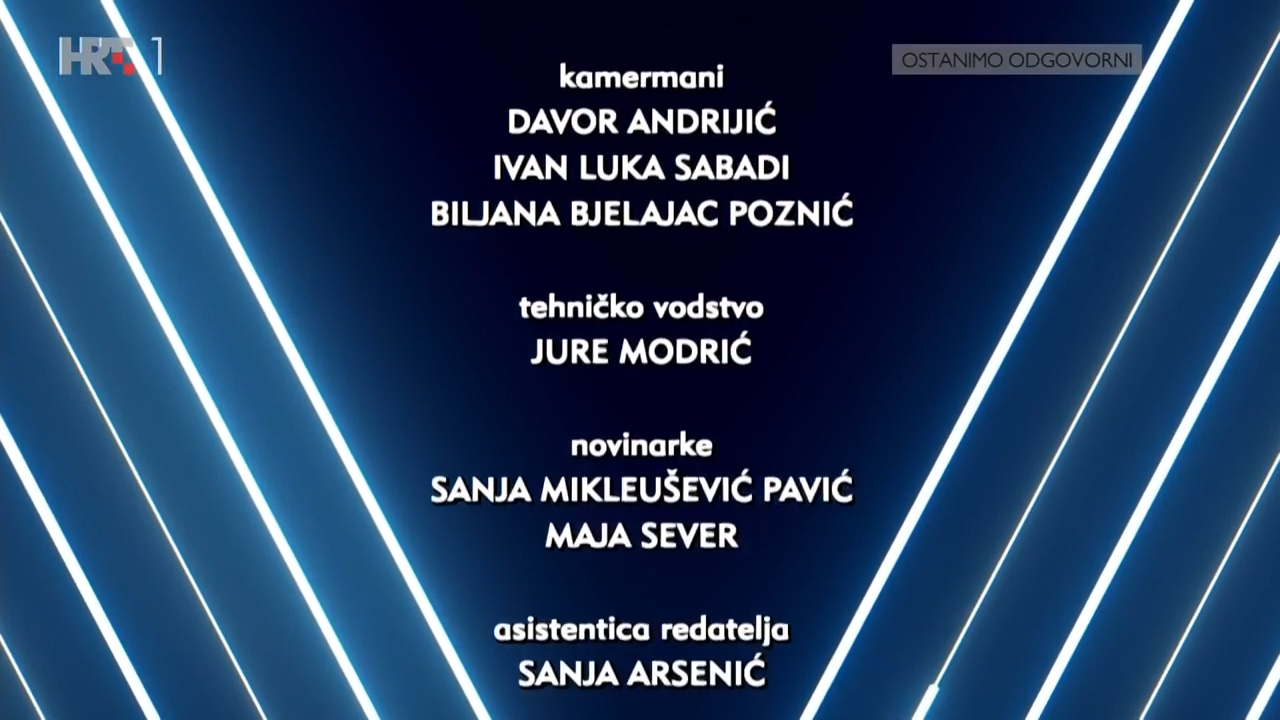 HRT 1
OSTANIMO ODGOVORNI
kamermani
DAVOR ANDRIJIĆ
IVAN LUKA SABADI
BILJANA BJELAJAC POZNIĆ
tehničko vodstvo
JURE MODRIĆ
novinarke
SANJA MIKLEUŠEVIĆ PAVIĆ
MAJA SEVER
asistentica redatelja
SANJA ARSENIĆ